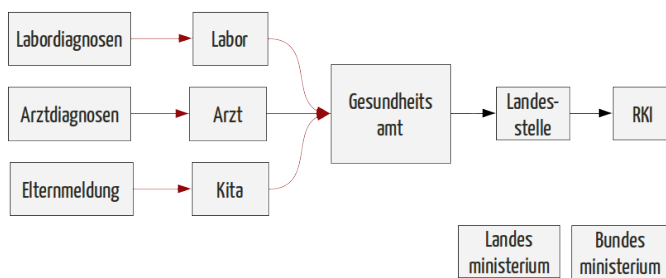 Labordiagnosen
Labor
Arztdiagnosen
Arzt
Elternmeldung
Kita
Gesundheits
amt
Landes-
stelle
RKI
Landes
ministerium
Bundes
ministerium